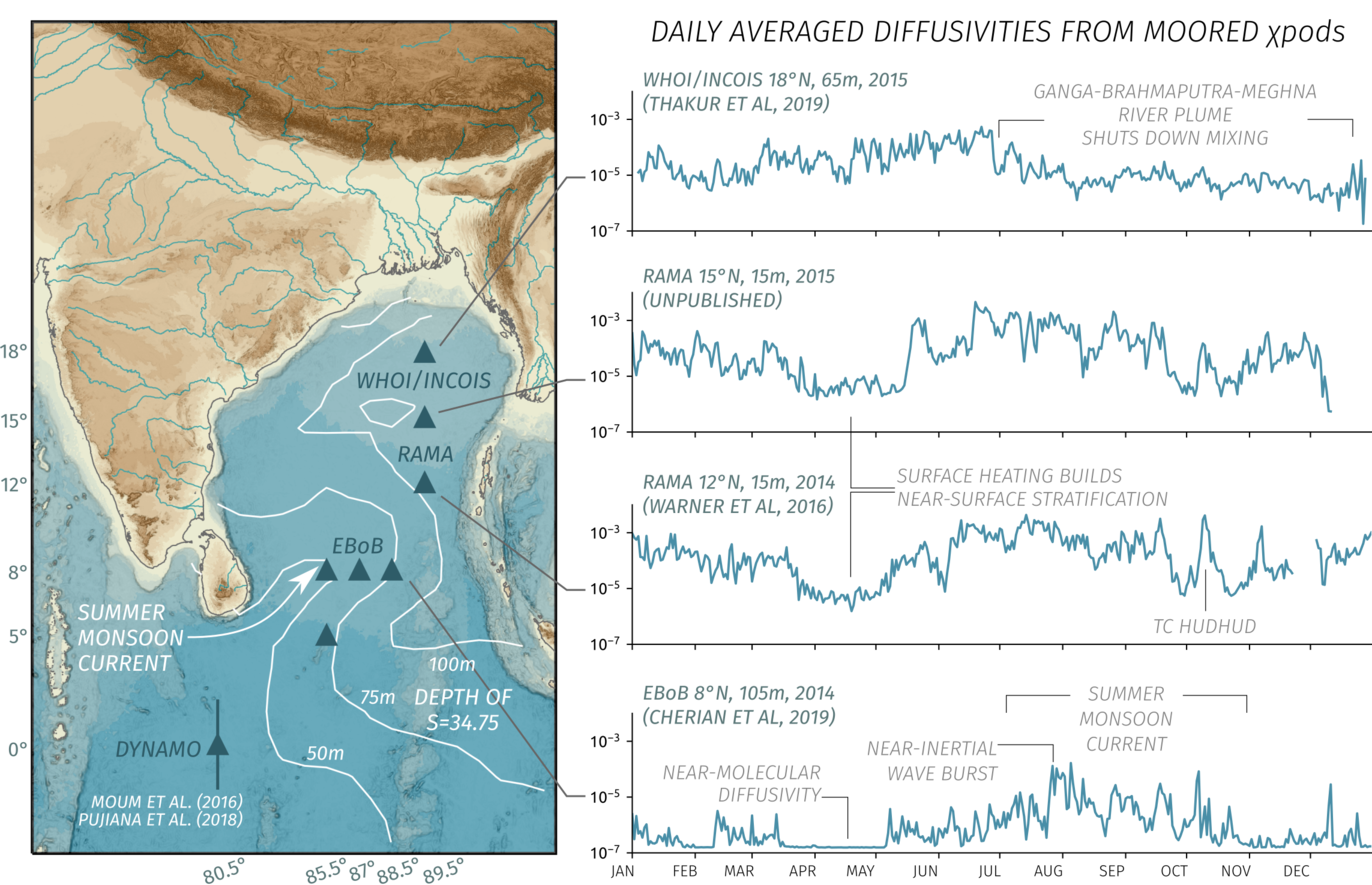 DAILY AVERAGED DIFFUSIVITIES FROM MOORED χpods
WHOI/INCOIS 18°N, 65m, 2015
(THAKUR ET AL, 2019)
GANGA-BRAHMAPUTRA-MEGHNA
RIVER PLUME
SHUTS DOWN MIXING
10⁻³
10⁻⁵
10⁻⁷
RAMA 15°N, 15m, 2015
(UNPUBLISHED)
10⁻³
10⁻⁵
10⁻⁷
SURFACE HEATING BUILDS
NEAR-SURFACE STRATIFICATION
RAMA 12°N, 15m, 2014
(WARNER ET AL, 2016)
10⁻³
10⁻⁵
10⁻⁷
TC HUDHUD
EBoB 8°N, 105m, 2014
(CHERIAN ET AL, 2019)
SUMMER
MONSOON
CURRENT
NEAR-INERTIAL
WAVE BURST
NEAR-MOLECULAR
DIFFUSIVITY
10⁻³
10⁻⁵
10⁻⁷
JAN FEB MAR APR MAY JUN JUL AUG SEP OCT NOV DEC
18°
15°
12°
8°
5°
0°
WHOI/INCOIS
RAMA
EBoB
SUMMER
MONSOON
CURRENT
100m
75m
DEPTH OF
S=34.75
50m
DYNAMO
MOUM ET AL. (2016)
PUJIANA ET AL. (2018)
80.5° 85.5° 87° 88.5° 89.5°